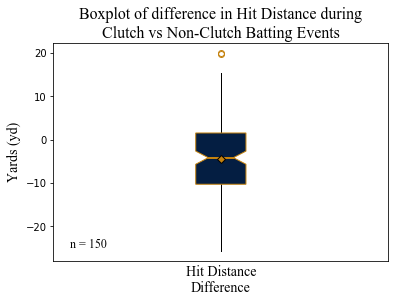 Boxplot of difference in Hit Distance during
Clutch vs Non-Clutch Batting Events
20
10
0
−10
−20
Yards (yd)
n = 150
Hit Distance
Difference